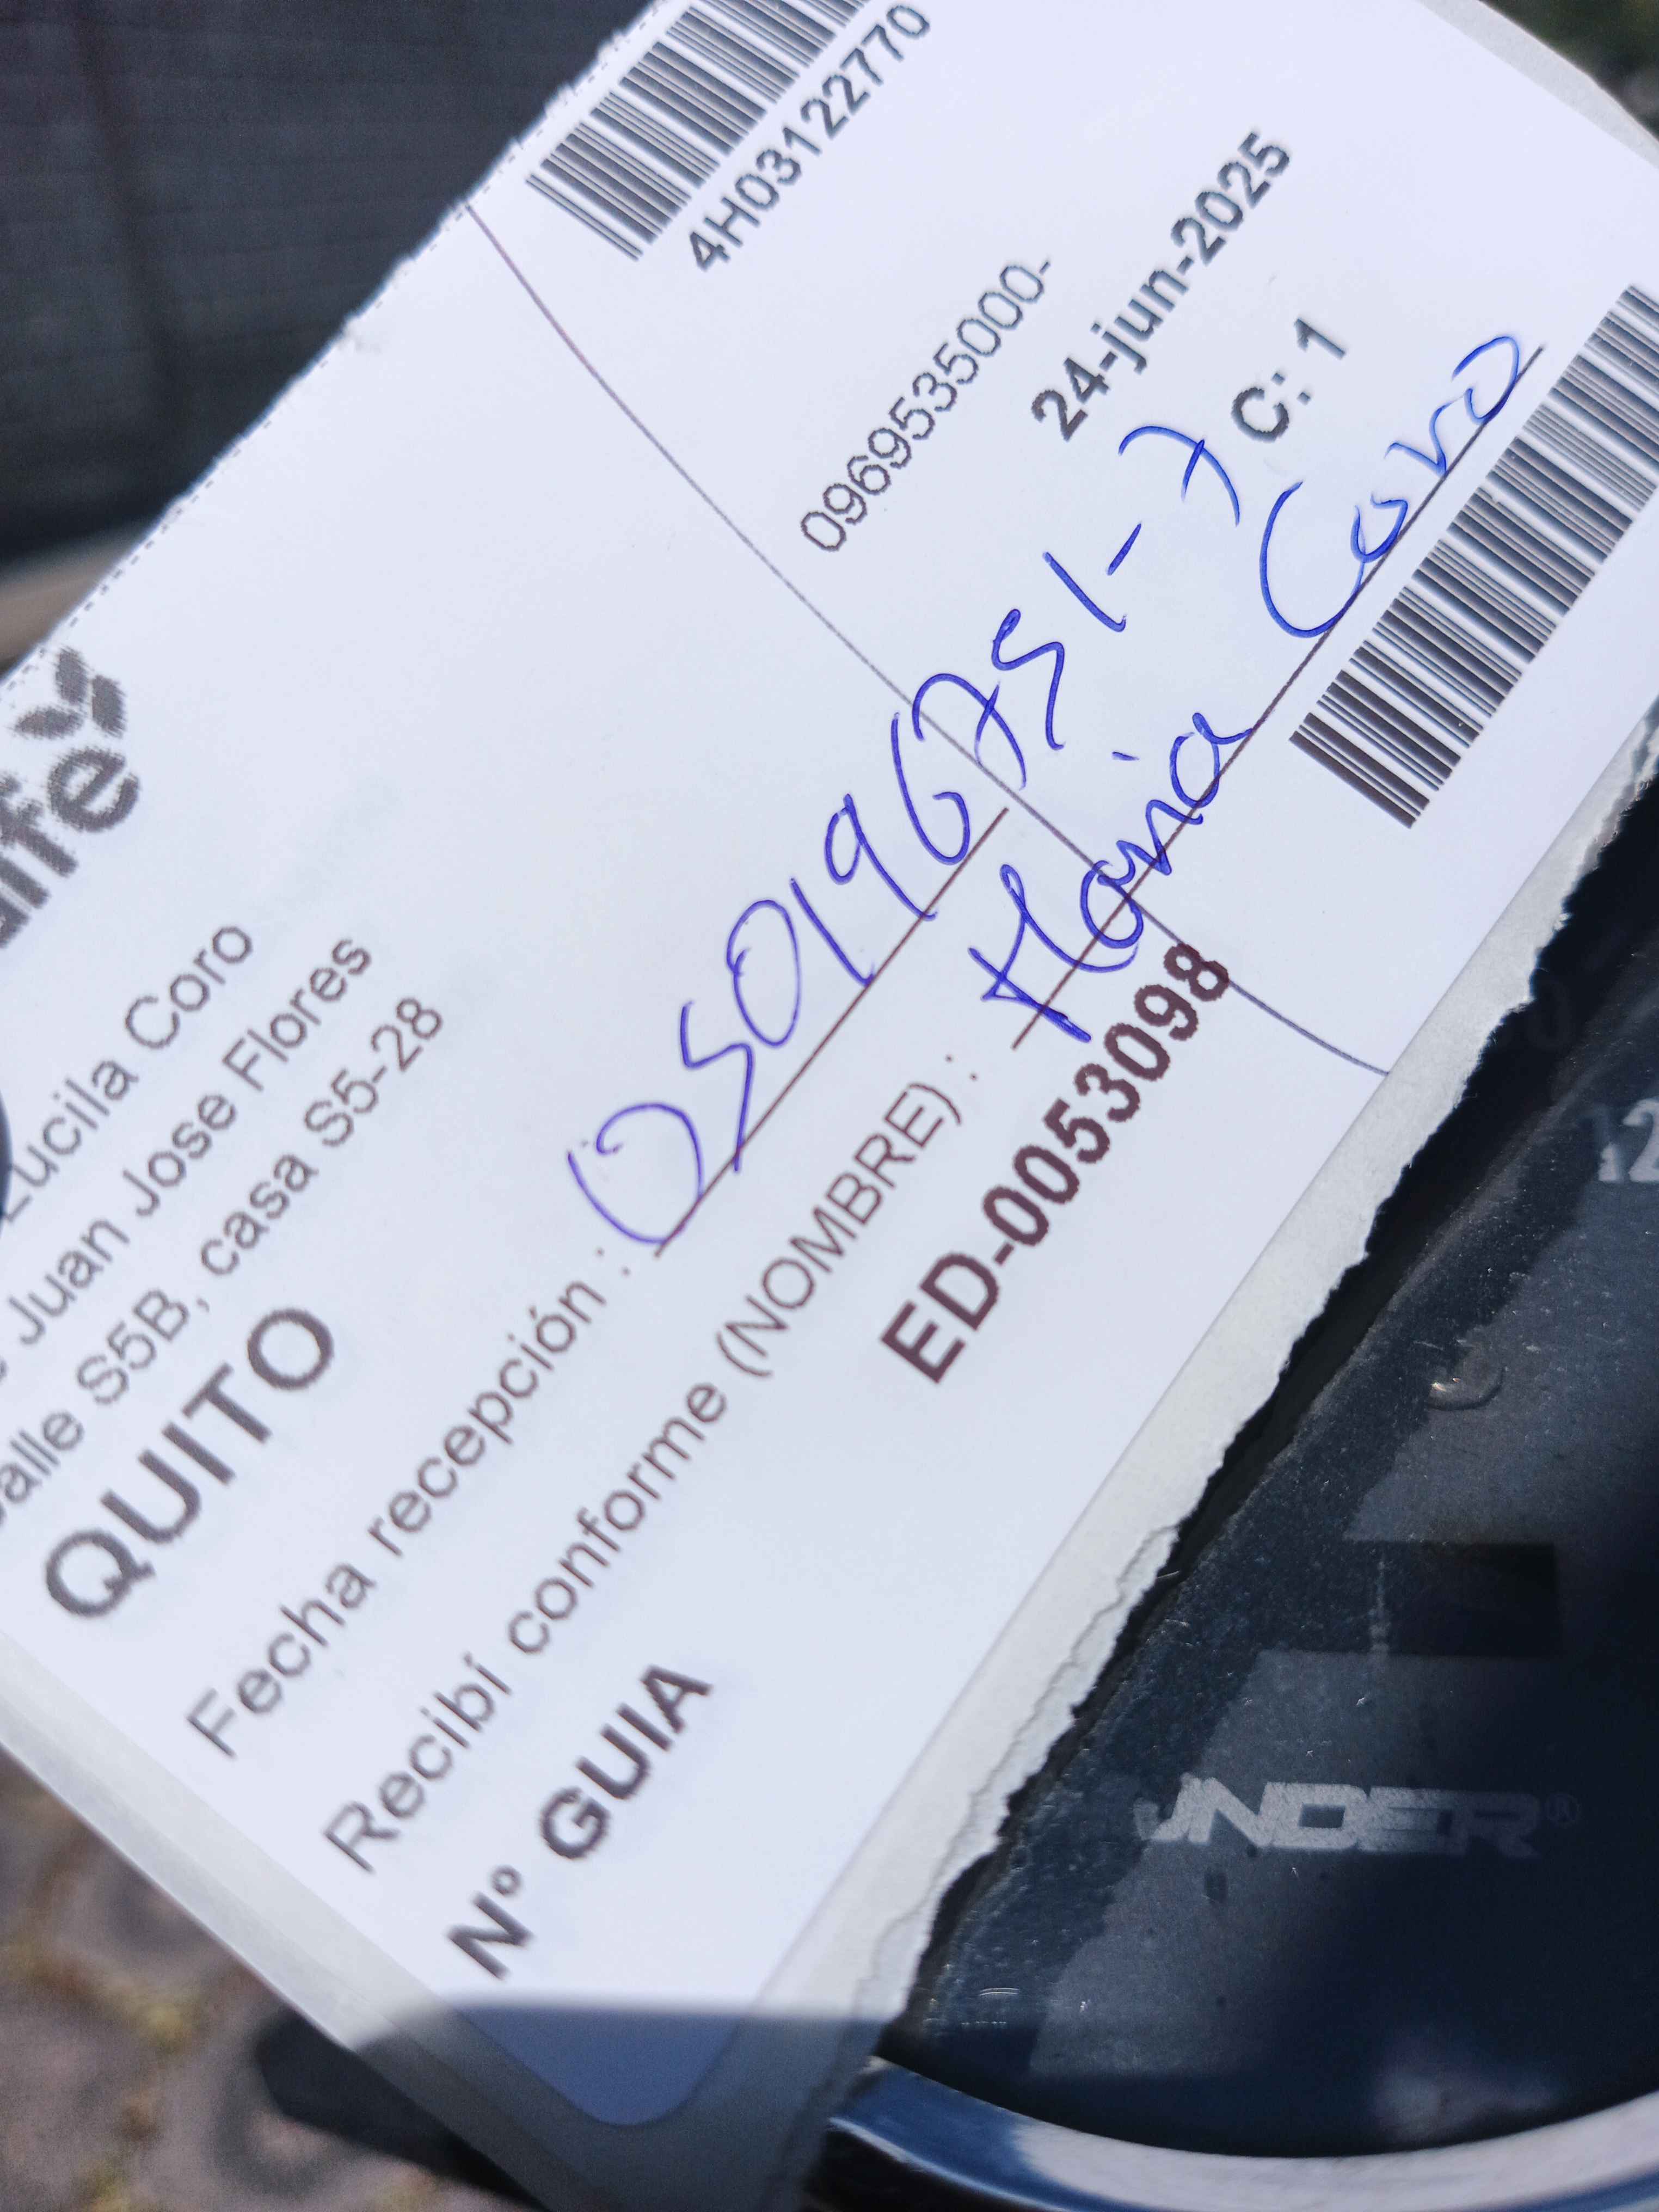 4H03122770
Lucila Coro
Juan Jose Flores
0969535000-
calle S5B, casa S5-28
QUITO
24-jun-2025
Fecha recepción : 050196751-7
C: 1
Recibí conforme (NOMBRE) : Maria Coro
Nº GUIA
ED-0053098